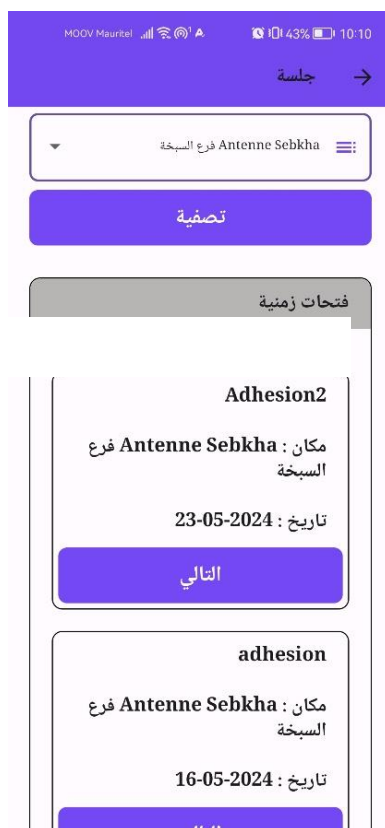 MOOV Mauritel 43% 10:10
جلسة
Antenne Sebkha فرع السبخة
تصفية
فتحات زمنية
Adhesion2
مكان : Antenne Sebkha فرع
السبخة
تاريخ : 23-05-2024
التالي
adhesion
مكان : Antenne Sebkha فرع
السبخة
تاريخ : 16-05-2024